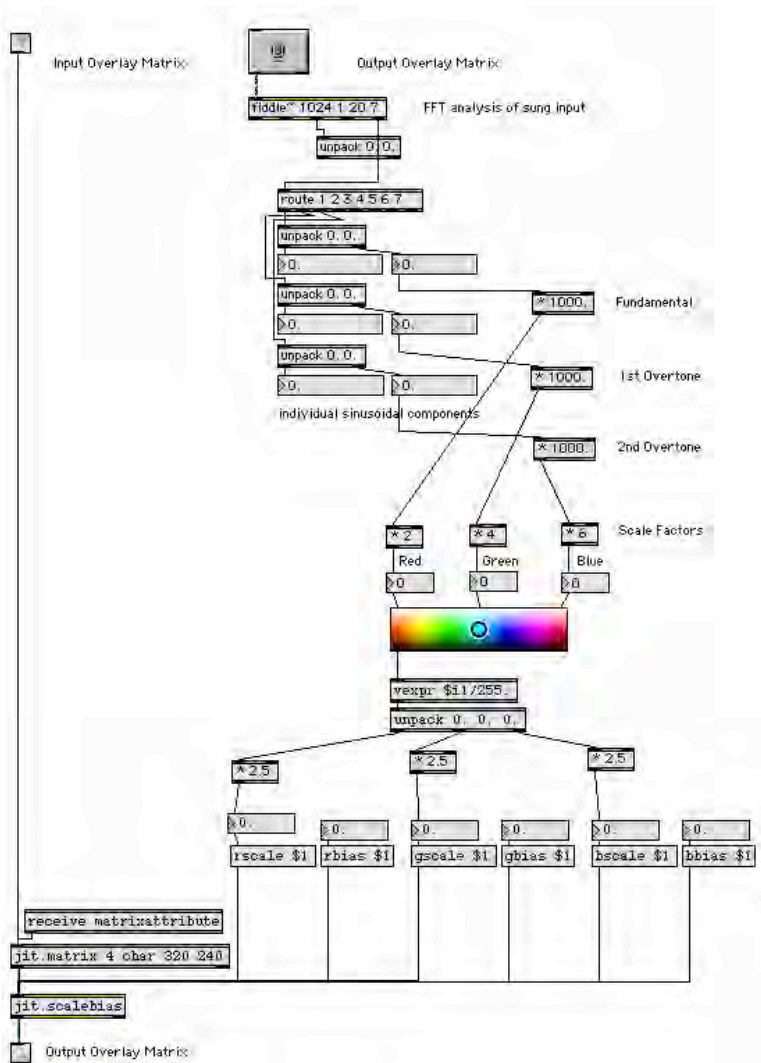 Input Overlay Matrix
Output Overlay Matrix
fiddle~ 1024 1 20 7
FFT analysis of sung input
unpack 0. 0.
route 1 2 3 4 5 6 7
unpack 0. 0.
0.
0.
* 1000.
Fundamental
unpack 0. 0.
0.
0.
* 1000.
1st Overtone
unpack 0. 0.
0.
0.
individual sinusoidal components
* 1000.
2nd Overtone
* 2
* 4
* 6
Scale Factors
Red
Green
Blue
0
0
0
vexpr $i1/255.
unpack 0. 0. 0.
* 2.5
* 2.5
* 2.5
0.
0.
0.
0.
0.
0.
rscale $1
rbias $1
gscale $1
gbias $1
bscale $1
bbias $1
receive matrixattribute
jit.matrix 4 char 320 240
jit.scalebias
Output Overlay Matrix